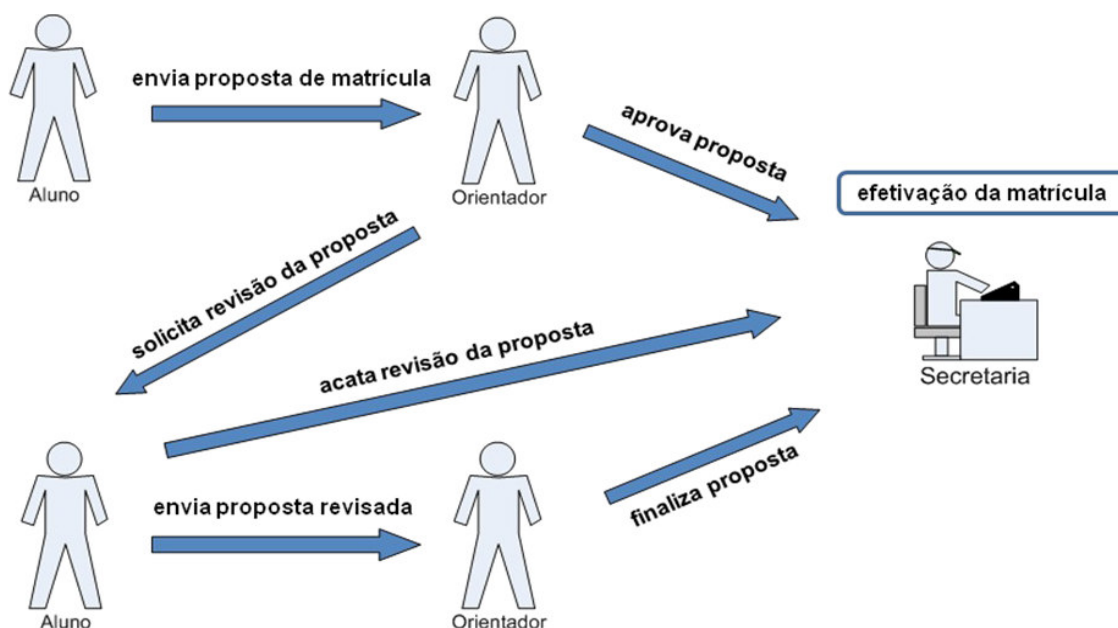 envia proposta de matrícula
Aluno
Orientador
aprova proposta
efetivação da matrícula
Secretaria
solicita revisão da proposta
acata revisão da proposta
envia proposta revisada
finaliza proposta
Aluno
Orientador